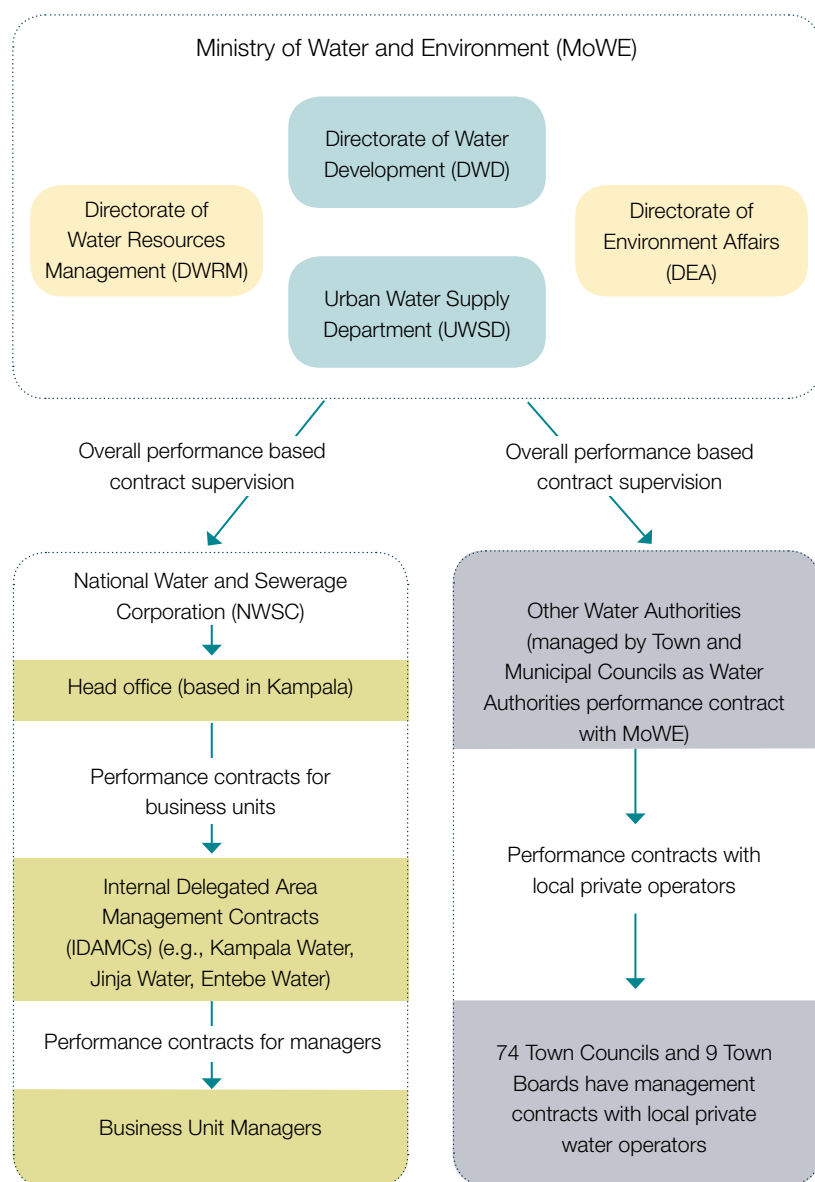 Ministry of Water and Environment (MoWE)
Directorate of Water
Development (DWD)
Directorate of
Water Resources
Management (DWRM)
Directorate of
Environment Affairs
(DEA)
Urban Water Supply
Department (UWSD)
Overall performance based
contract supervision
Overall performance based
contract supervision
National Water and Sewerage
Corporation (NWSC)
Head office (based in Kampala)
Performance contracts for
business units
Internal Delegated Area
Management Contracts
(IDAMCs) (e.g., Kampala Water,
Jinja Water, Entebe Water)
Performance contracts for managers
Business Unit Managers
Other Water Authorities
(managed by Town and
Municipal Councils as Water
Authorities performance contract
with MoWE)
Performance contracts with
local private operators
74 Town Councils and 9 Town
Boards have management
contracts with local private
water operators